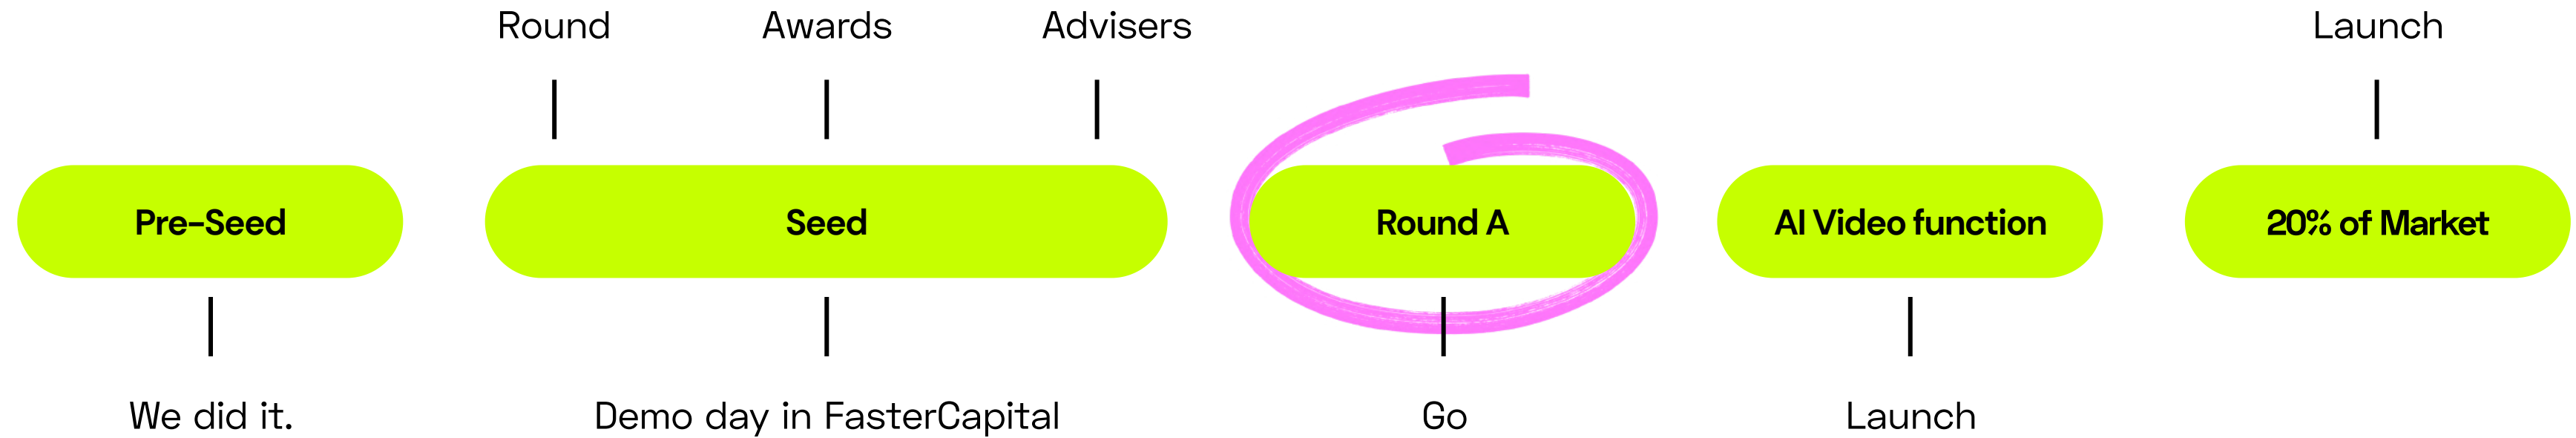 Round
Awards
Advisers
Launch
Pre-Seed
Seed
Round A
AI Video function
20% of Market
We did it.
Demo day in FasterCapital
Go
Launch